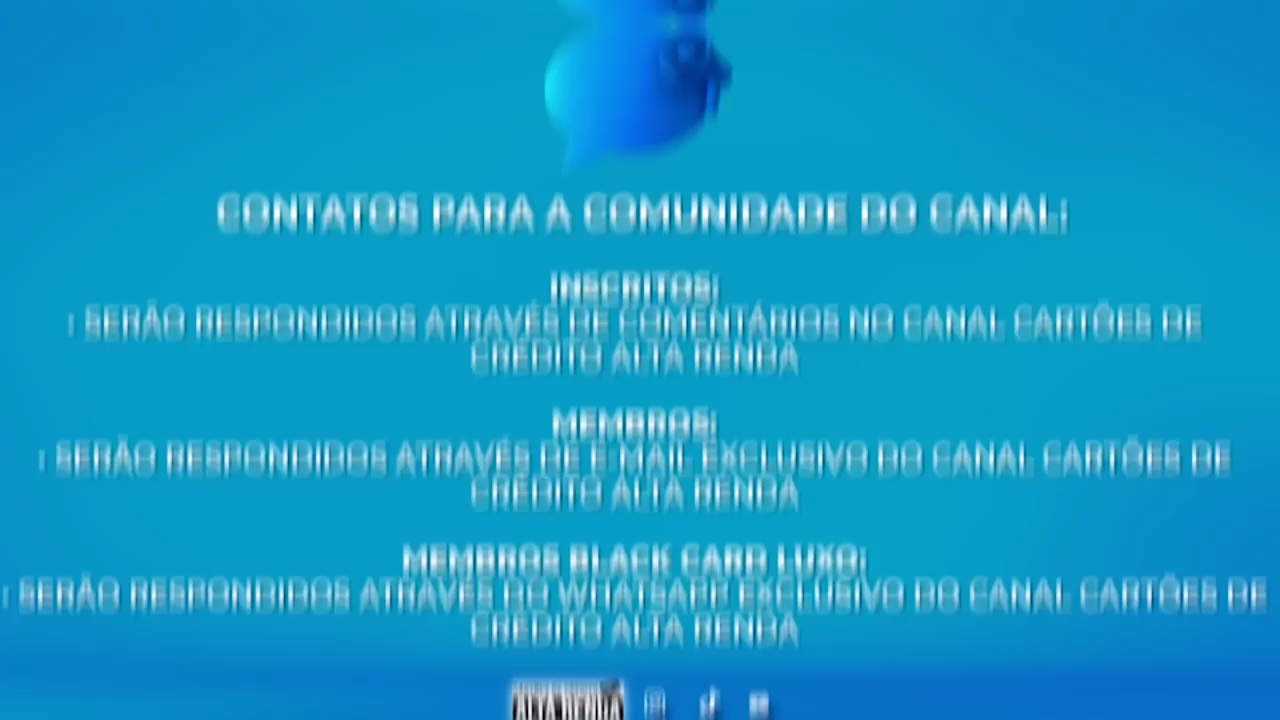 CONTATOS PARA A COMUNIDADE DO CANAL:
INSCRITOS:
: SERÃO RESPONDIDOS ATRAVÉS DE COMENTÁRIOS NO CANAL CARTÕES DE
CRÉDITO ALTA RENDA
MEMBROS:
: SERÃO RESPONDIDOS ATRAVÉS DE E-MAIL EXCLUSIVO DO CANAL CARTÕES DE
CRÉDITO ALTA RENDA
MEMBROS BLACK CARD LUXO:
: SERÃO RESPONDIDOS ATRAVÉS DO WHATSAPP EXCLUSIVO DO CANAL CARTÕES DE
CRÉDITO ALTA RENDA
ALTA RENDA